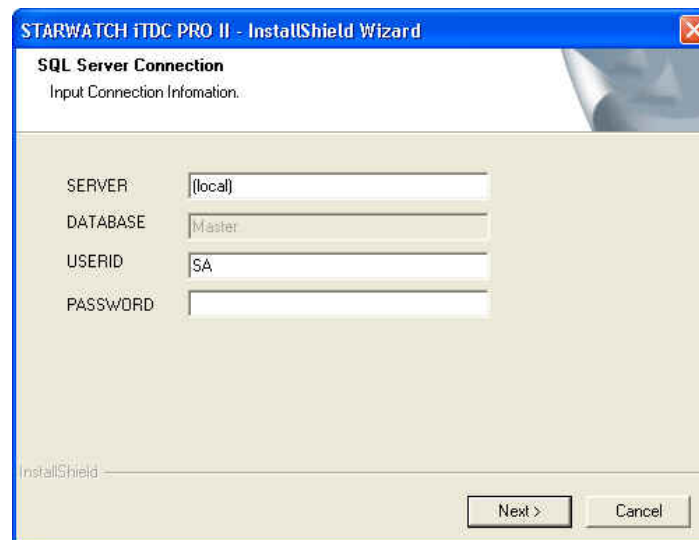 STARWATCH iTDC PRO II - InstallShield Wizard
SQL Server Connection
Input Connection Infomation.
SERVER (local)
DATABASE Master
USERID SA
PASSWORD
InstallShield
Next > Cancel